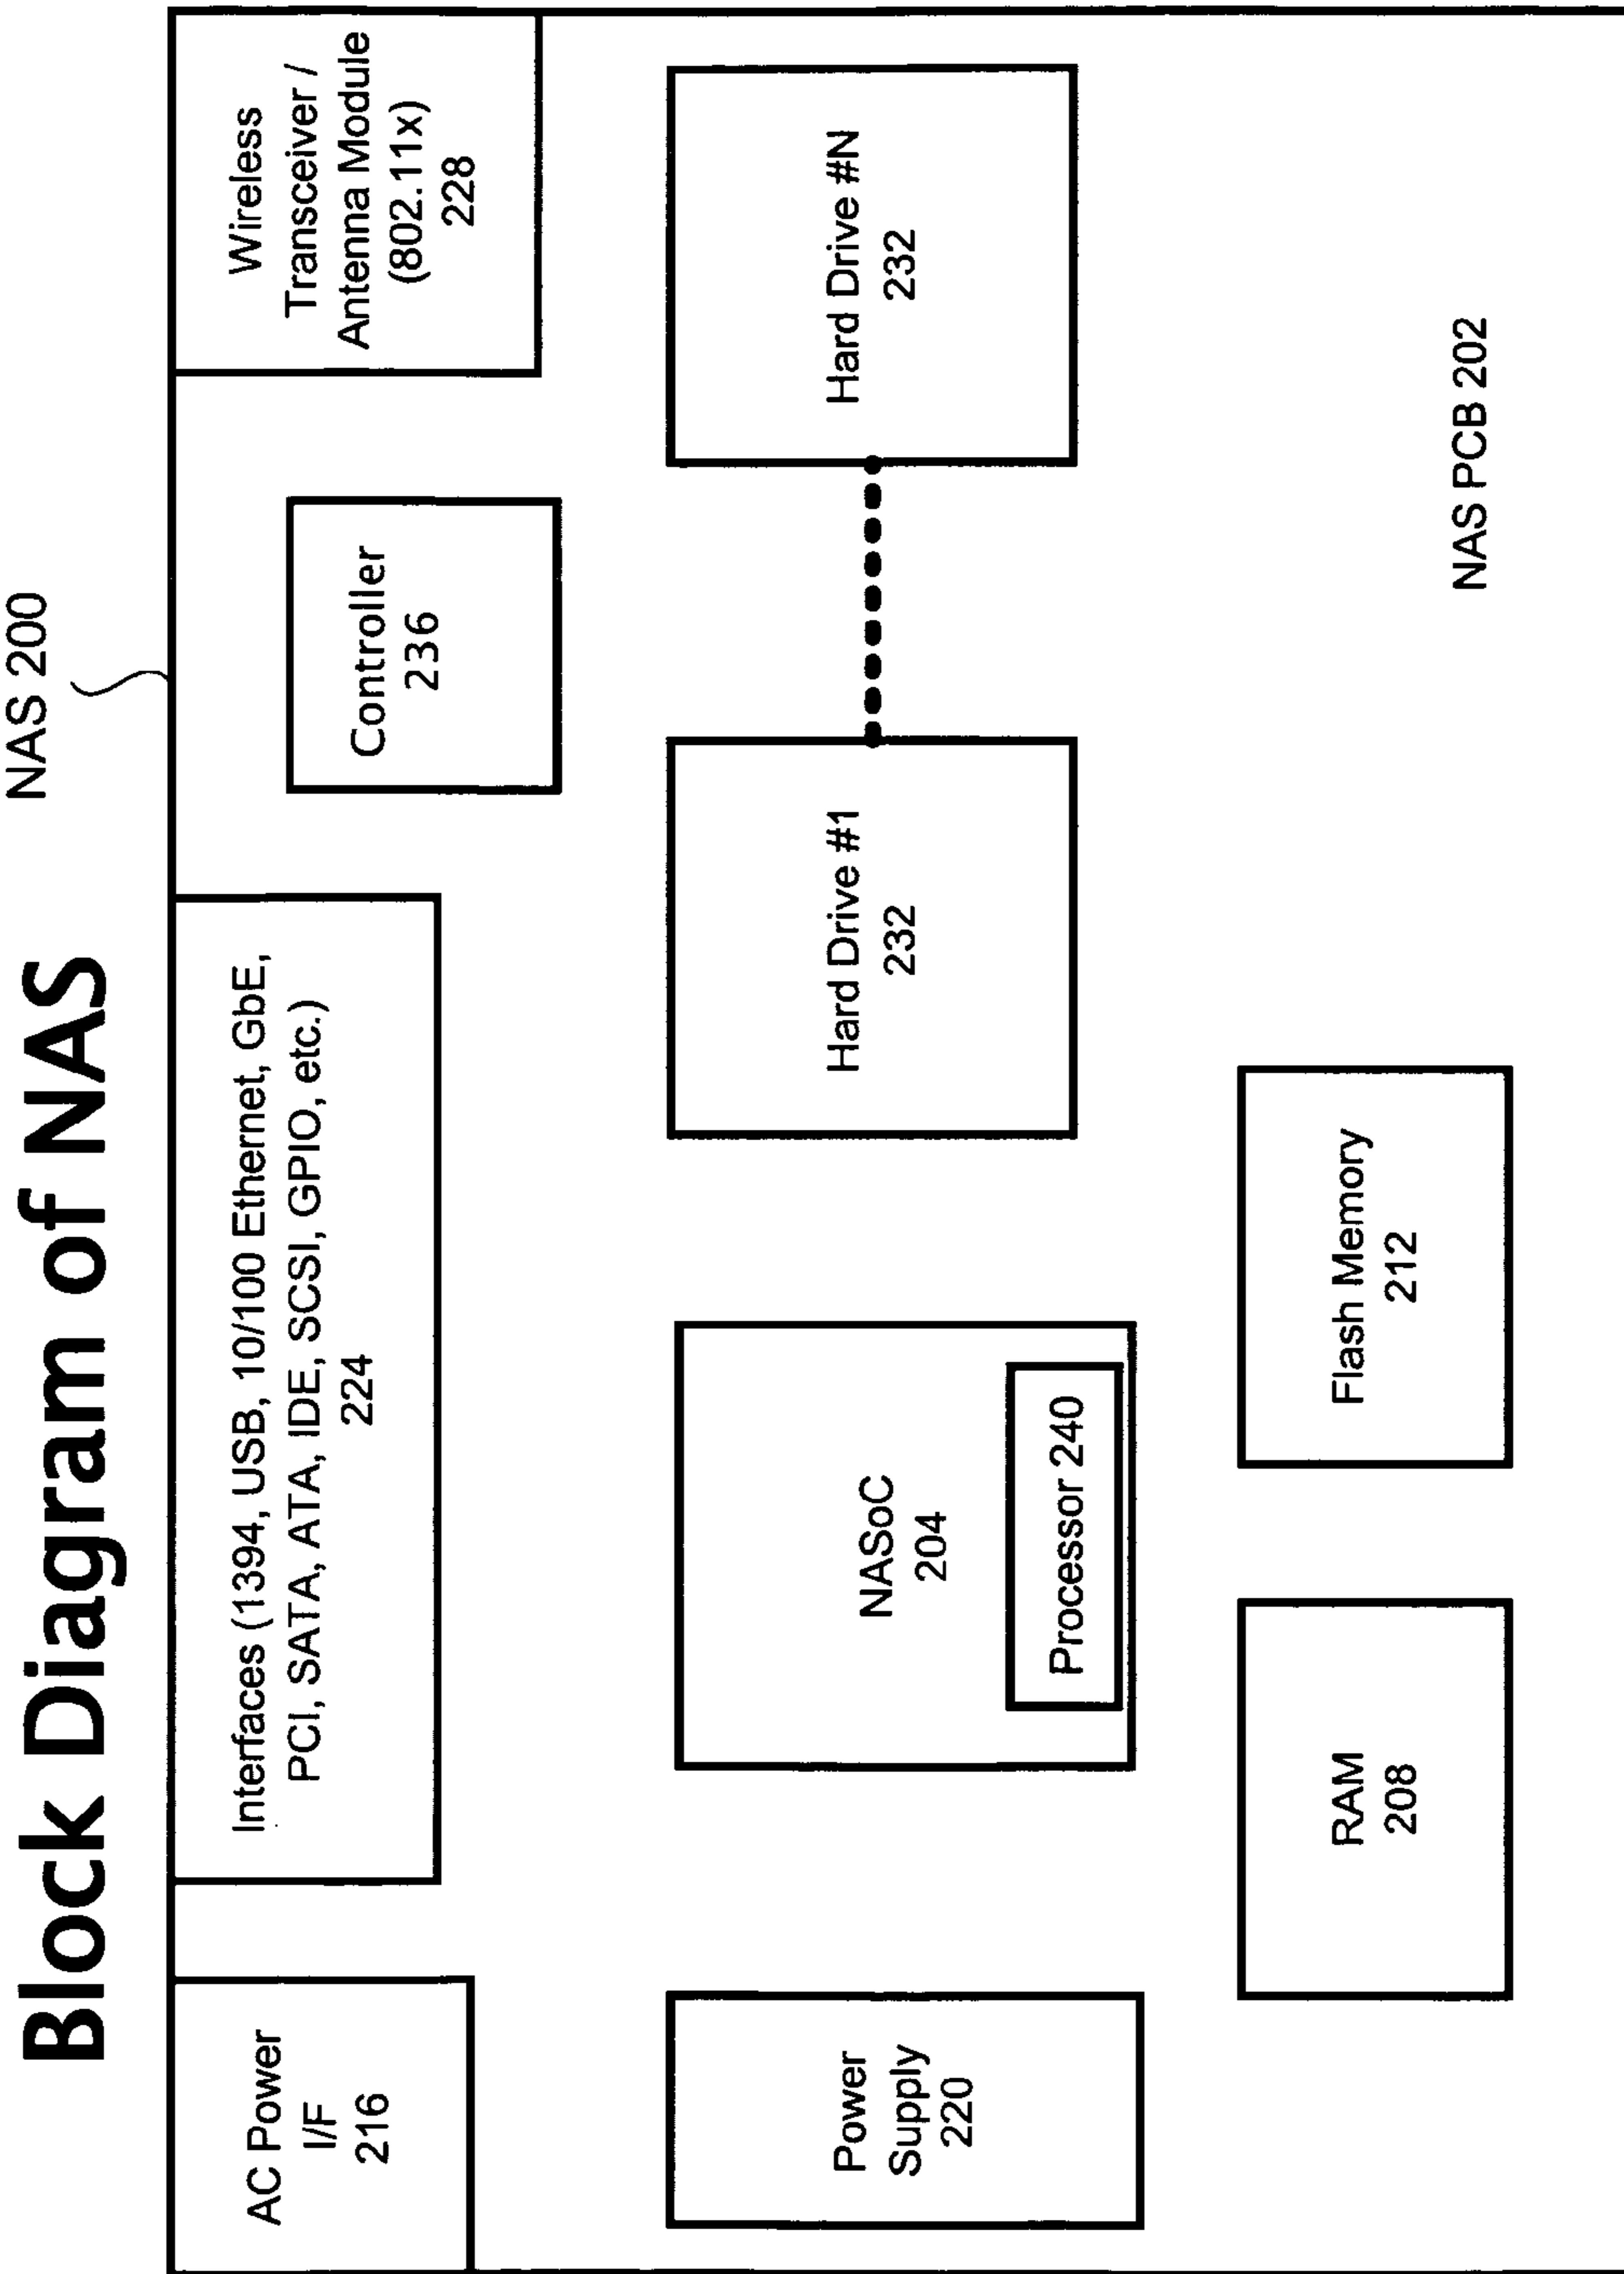 Block Diagram of NAS
NAS 200
AC Power
I/F
216
Interfaces (1394, USB, 10/100 Ethernet, GbE,
PCI, SATA, ATA, IDE, SCSI, GPIO, etc.)
224
Controller
236
Wireless
Transceiver /
Antenna Module
(802.11x)
228
Power
Supply
220
NASoC
204
Processor 240
Hard Drive #1
232
Hard Drive #N
232
RAM
208
Flash Memory
212
NAS PCB 202